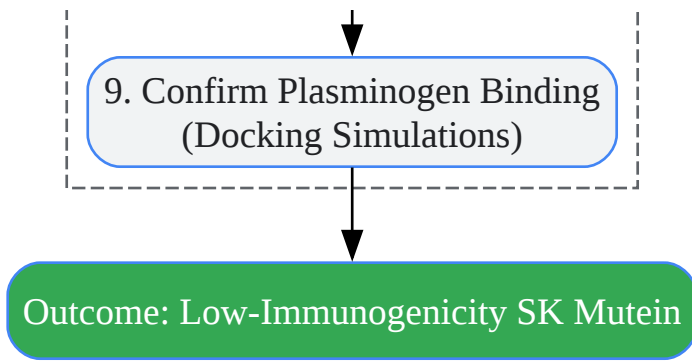 9. Confirm Plasminogen Binding
(Docking Simulations)
Outcome: Low-Immunogenicity SK Mutein